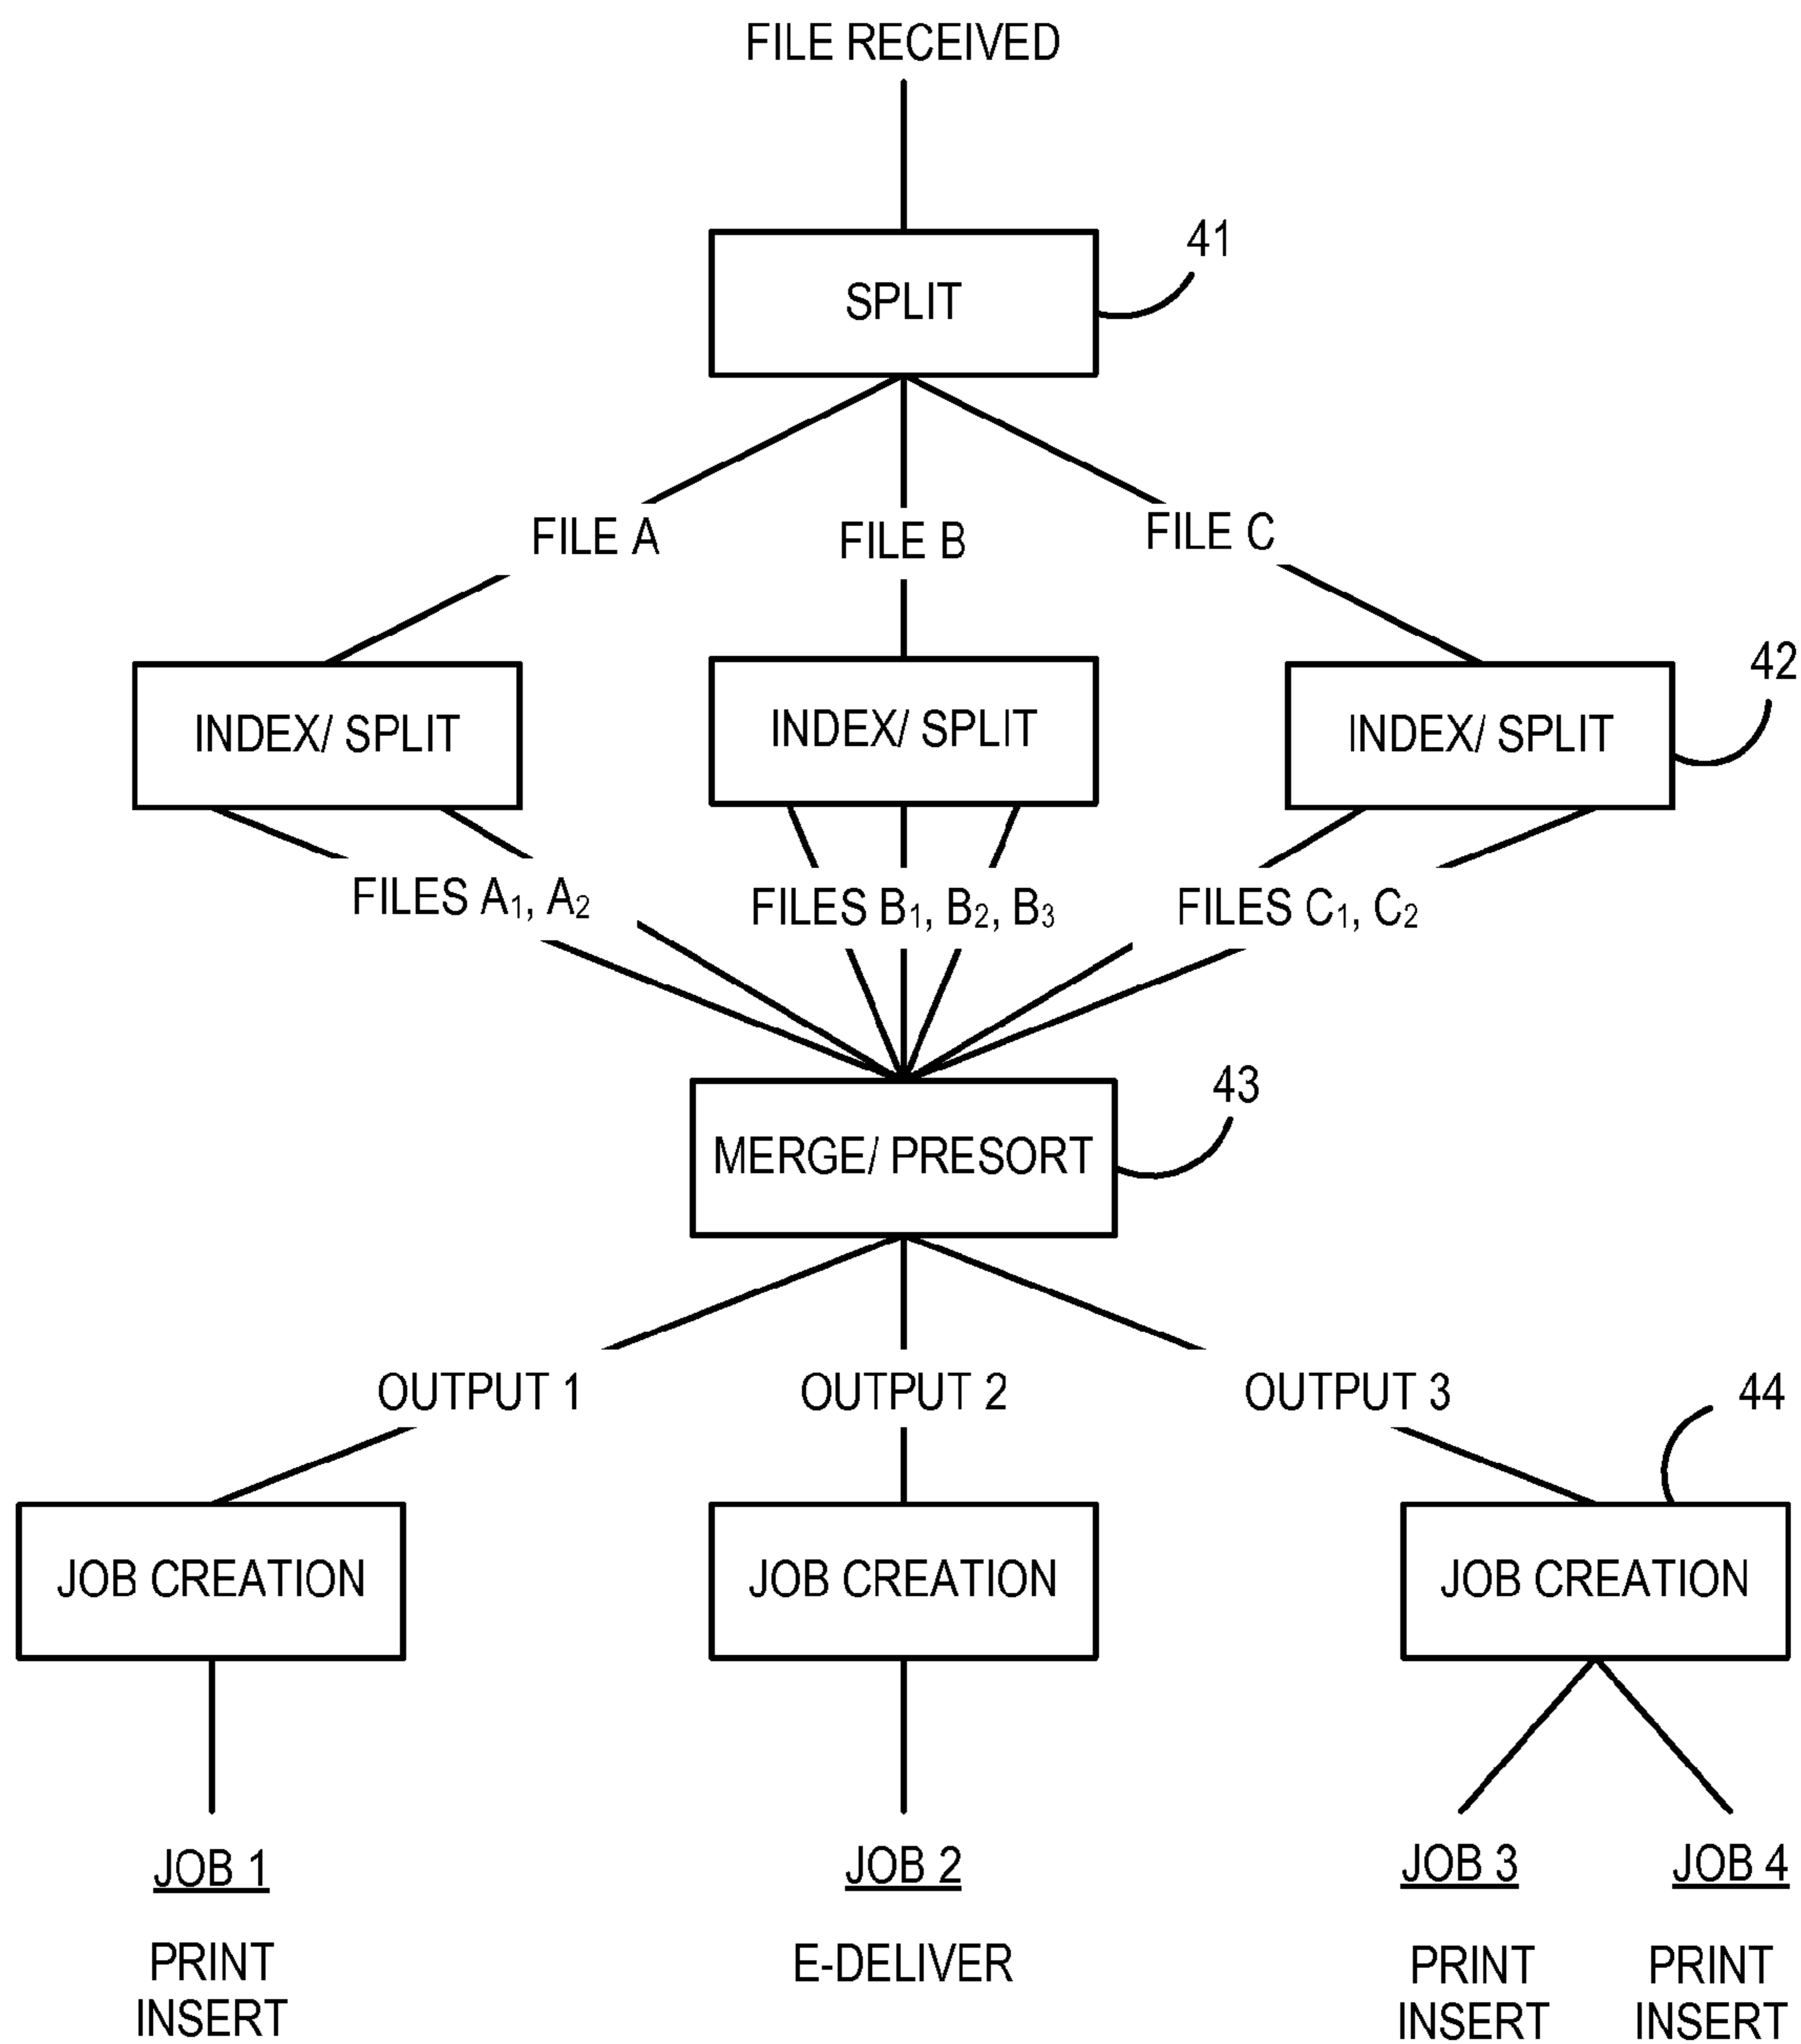 FILE RECEIVED
41
SPLIT
FILE A
FILE B
FILE C
42
INDEX/ SPLIT
INDEX/ SPLIT
INDEX/ SPLIT
FILES A₁, A₂
FILES B₁, B₂, B₃
FILES C₁, C₂
43
MERGE/ PRESORT
OUTPUT 1
OUTPUT 2
OUTPUT 3
44
JOB CREATION
JOB CREATION
JOB CREATION
JOB 1
PRINT
INSERT
JOB 2
E-DELIVER
JOB 3
PRINT
INSERT
JOB 4
PRINT
INSERT